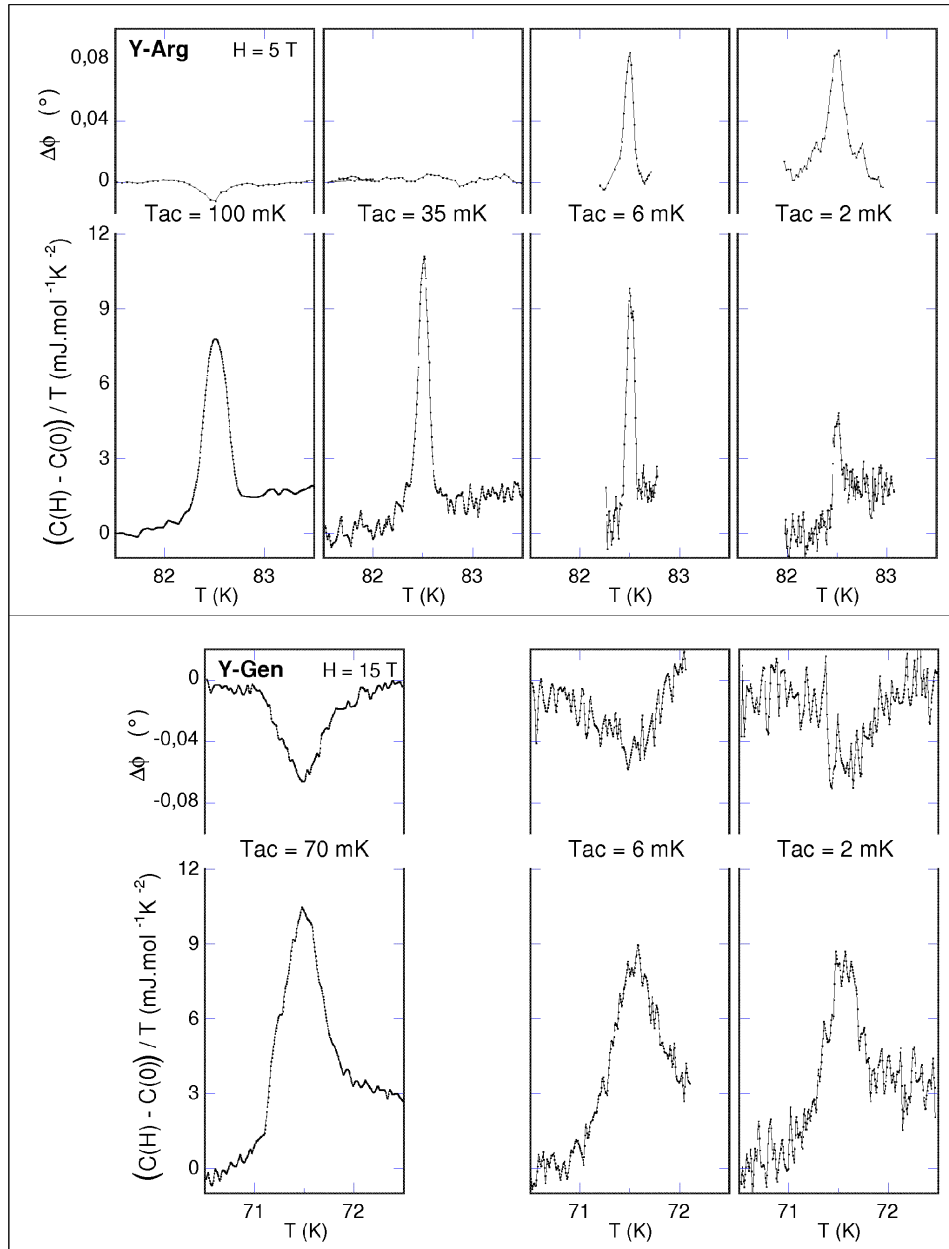 Y-Arg H = 5 T
0,08
0,04
0
Δϕ (°)
Tac = 100 mK Tac = 35 mK Tac = 6 mK Tac = 2 mK
12
9
6
3
0
(C(H) - C(0)) / T (mJ.mol -1K -2)
82 83 82 83 82 83 82 83
T (K) T (K) T (K) T (K)
Y-Gen H = 15 T
0
-0,04
-0,08
Δϕ (°)
Tac = 70 mK Tac = 6 mK Tac = 2 mK
12
9
6
3
0
(C(H) - C(0)) / T (mJ.mol -1K -2)
71 72 71 72 71 72
T (K) T (K) T (K)